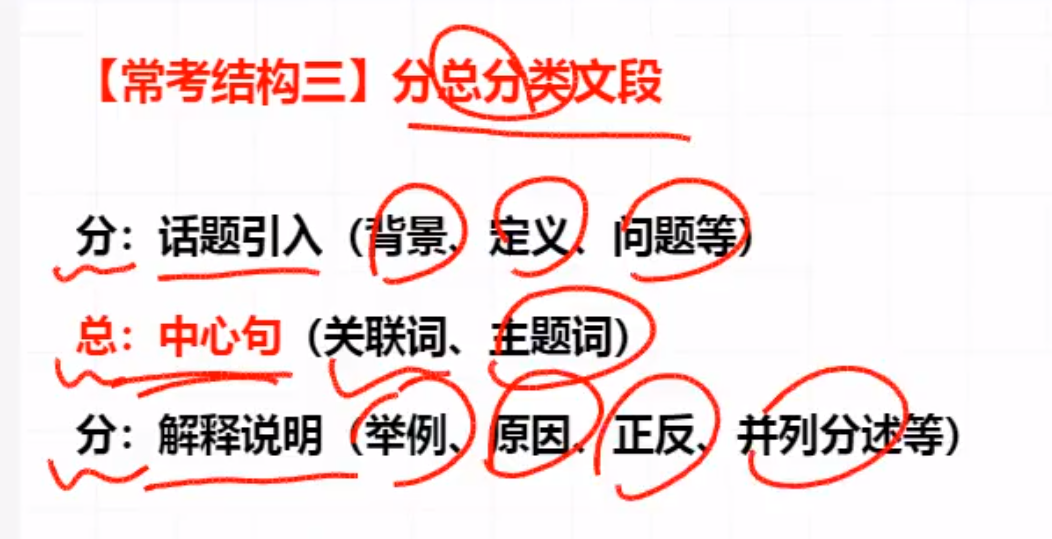 【常考结构三】分总分类文段
分：话题引入（背景、定义、问题等）
总：中心句（关联词、主题词）
分：解释说明（举例、原因、正反、并列分述等）